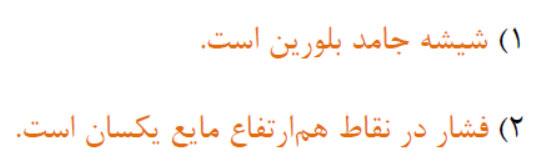 ۱) شیشه جامد بلورین است.
۲) فشار در نقاط هم‌ارتفاع مایع یکسان است.